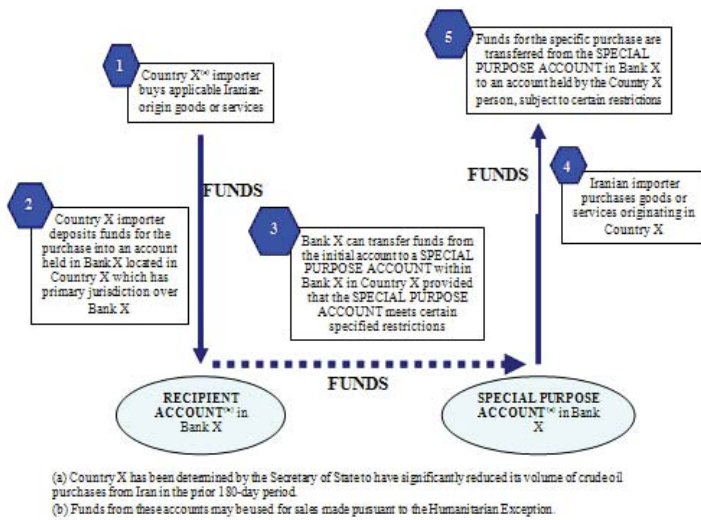 1
Country X⁽ᵃ⁾ importer
buys applicable Iranian-
origin goods or services
FUNDS
2
Country X importer
deposits funds for the
purchase into an account
held in Bank X located in
Country X which has
primary jurisdiction over
Bank X
3
Bank X can transfer funds from
the initial account to a SPECIAL
PURPOSE ACCOUNT within
Bank X in Country X provided
that the SPECIAL PURPOSE
ACCOUNT meets certain
specified restrictions
FUNDS
RECIPIENT
ACCOUNT⁽ᵇ⁾ in
Bank X
SPECIAL PURPOSE
ACCOUNT⁽ᵇ⁾ in Bank
X
4
Iranian importer
purchases goods or
services originating in
Country X
FUNDS
5
Funds for the specific purchase are
transferred from the SPECIAL
PURPOSE ACCOUNT in Bank X
to an account held by the Country X
person, subject to certain restrictions
(a) Country X has been determined by the Secretary of State to have significantly reduced its volume of crude oil
purchases from Iran in the prior 180-day period.
(b) Funds from these accounts may be used for sales made pursuant to the Humanitarian Exception.